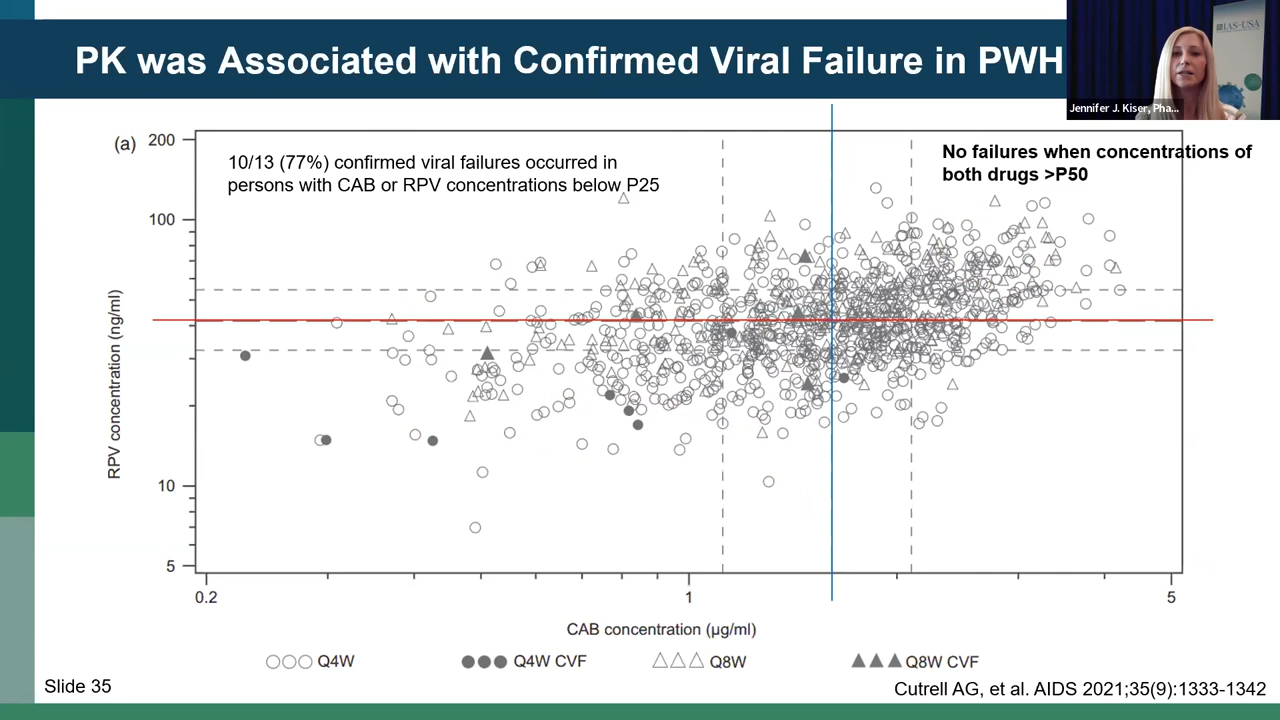 PK was Associated with Confirmed Viral Failure in PWH
IAS–USA
Jennifer J. Kiser, Pha...
(a)
200
100
10
5
10/13 (77%) confirmed viral failures occurred in
persons with CAB or RPV concentrations below P25
No failures when concentrations of
both drugs >P50
RPV concentration (ng/ml)
0.2
1
5
CAB concentration (µg/ml)
Q4W
Q4W CVF
Q8W
Q8W CVF
Slide 35
Cutrell AG, et al. AIDS 2021;35(9):1333-1342